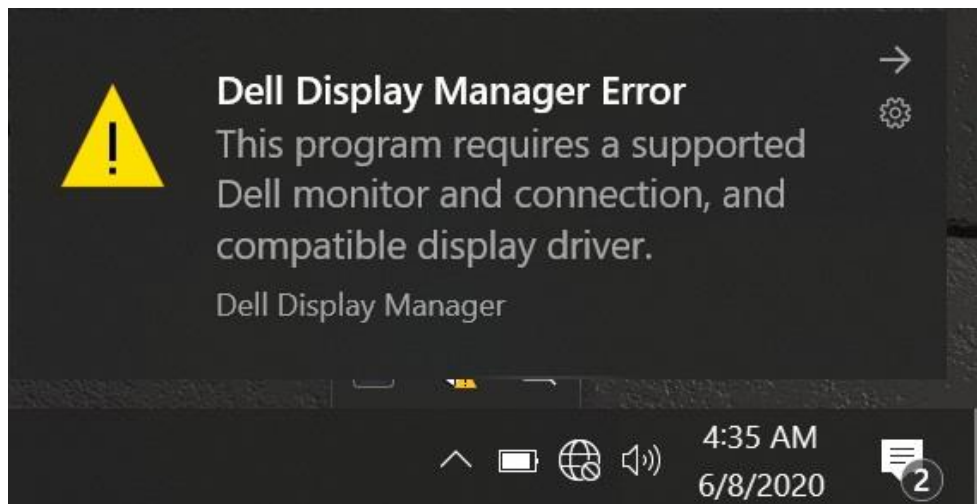 Dell Display Manager Error
This program requires a supported
Dell monitor and connection, and
compatible display driver.
Dell Display Manager
4:35 AM
6/8/2020
2